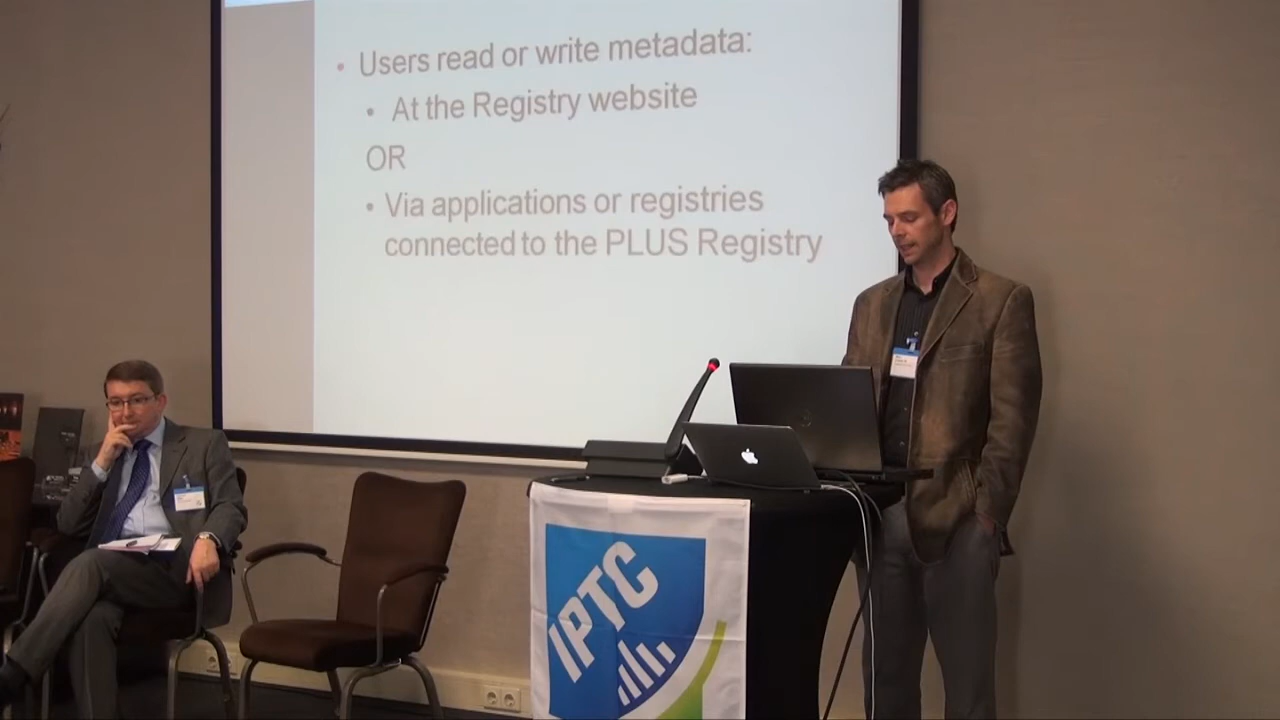 • Users read or write metadata:
• At the Registry website
OR
• Via applications or registries
connected to the PLUS Registry
IPTC